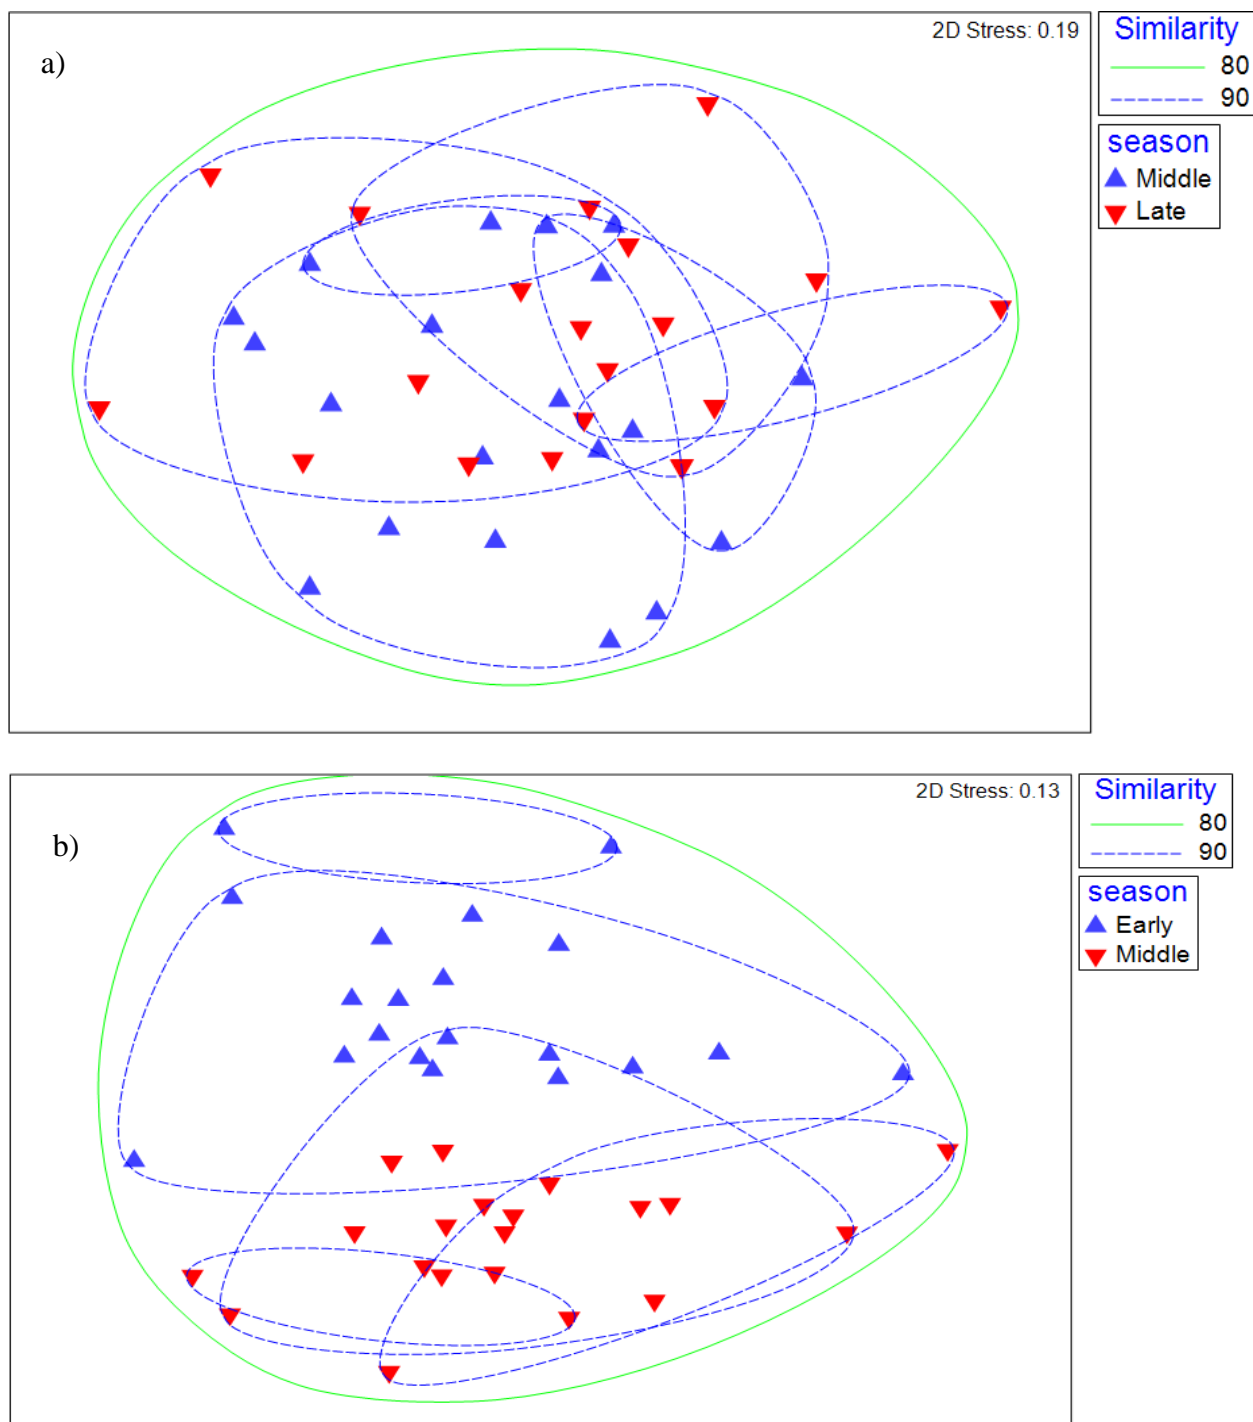 2D Stress: 0.19
a)
Similarity
80
90
season
Middle
Late
2D Stress: 0.13
b)
Similarity
80
90
season
Early
Middle